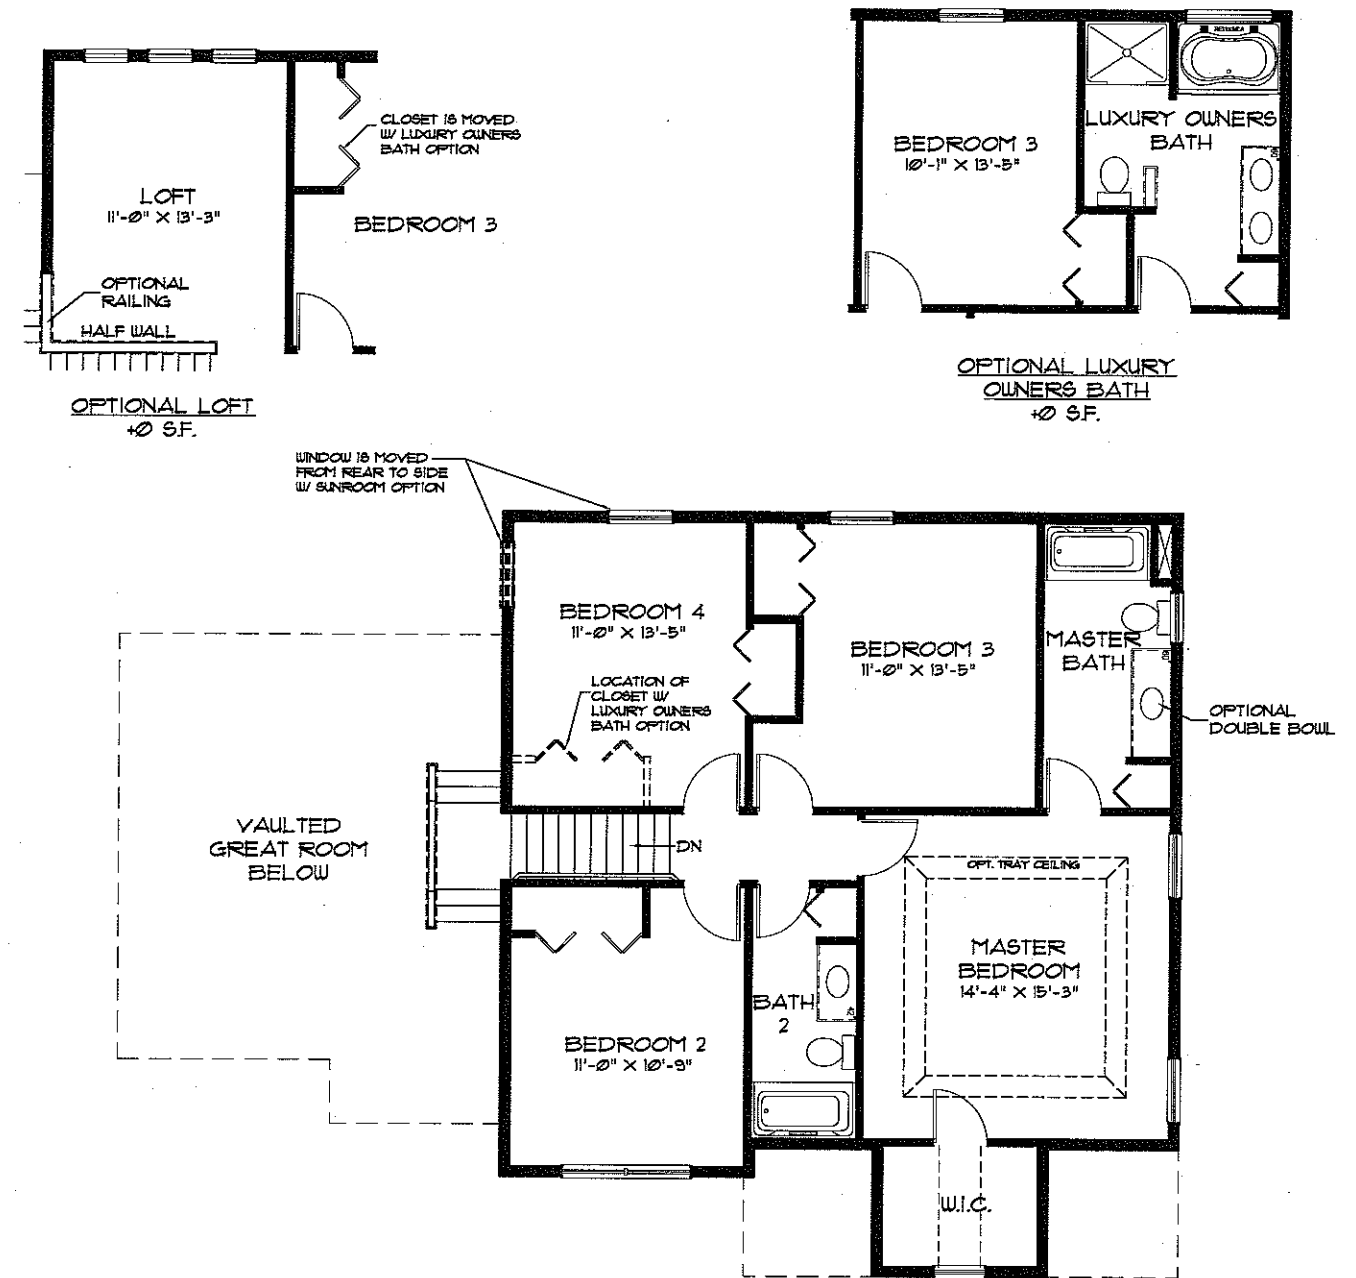 CLOSET IS MOVED
W/ LUXURY OWNERS
BATH OPTION
LOFT
11'-0" X 13'-3"
BEDROOM 3
OPTIONAL
RAILING
HALF WALL
OPTIONAL LOFT
+0 S.F.
LUXURY OWNERS
BATH
BEDROOM 3
10'-1" X 13'-5"
OPTIONAL LUXURY
OWNERS BATH
+0 S.F.
WINDOW IS MOVED
FROM REAR TO SIDE
W/ SUNROOM OPTION
BEDROOM 4
11'-0" X 13'-5"
LOCATION OF
CLOSET W/
LUXURY OWNERS
BATH OPTION
BEDROOM 3
11'-0" X 13'-5"
MASTER
BATH
OPTIONAL
DOUBLE BOWL
VAULTED
GREAT ROOM
BELOW
DN
OPT. TRAY CEILING
MASTER
BEDROOM
14'-4" X 15'-3"
BATH
2
BEDROOM 2
11'-0" X 10'-9"
W.I.C.